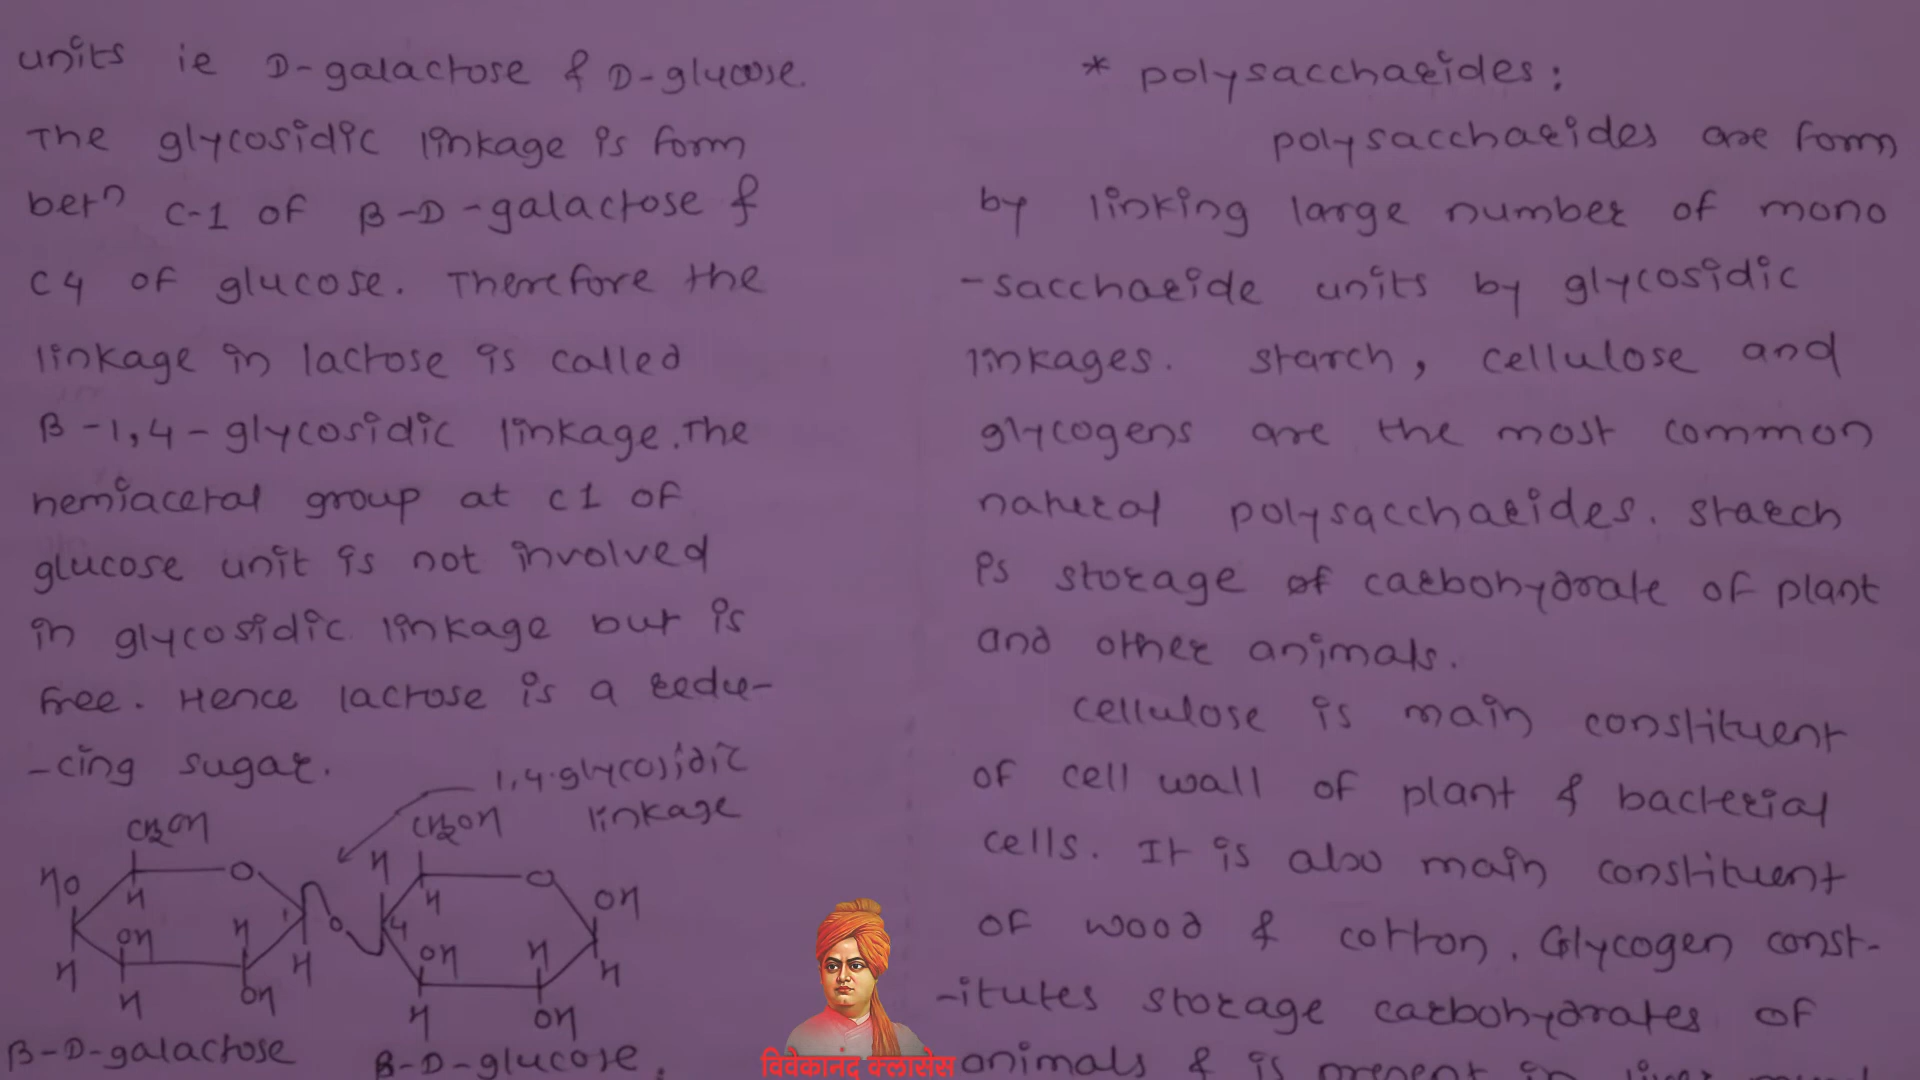 units ie D-galactose & D-glucose.
The glycosidic linkage is form
betn C-1 of β-D-galactose &
C4 of glucose. Therefore the
linkage in lactose is called
β-1,4-glycosidic linkage. The
hemiacetal group at C1 of
glucose unit is not involved
in glycosidic linkage but is
free. Hence lactose is a redu-
-cing sugar.
1,4-glycosidic
linkage
CH2OH
CH2OH
HO
H
O
H
O
H
OH
OH
H
1
O
4
OH
H
H
H
H
OH
H
OH
H
OH
β-D-galactose
β-D-glucose.
* polysaccharides:
polysaccharides are form
by linking large number of mono
-saccharide units by glycosidic
linkages. starch, cellulose and
glycogens are the most common
natural polysaccharides. starch
is storage of carbohydrate of plant
and other animals.
cellulose is main constituent
of cell wall of plant & bacterial
cells. It is also main constituent
of wood & cotton. Glycogen const-
-itutes storage carbohydrates of
animals & is present in liver
विवेकानंद क्लासेस